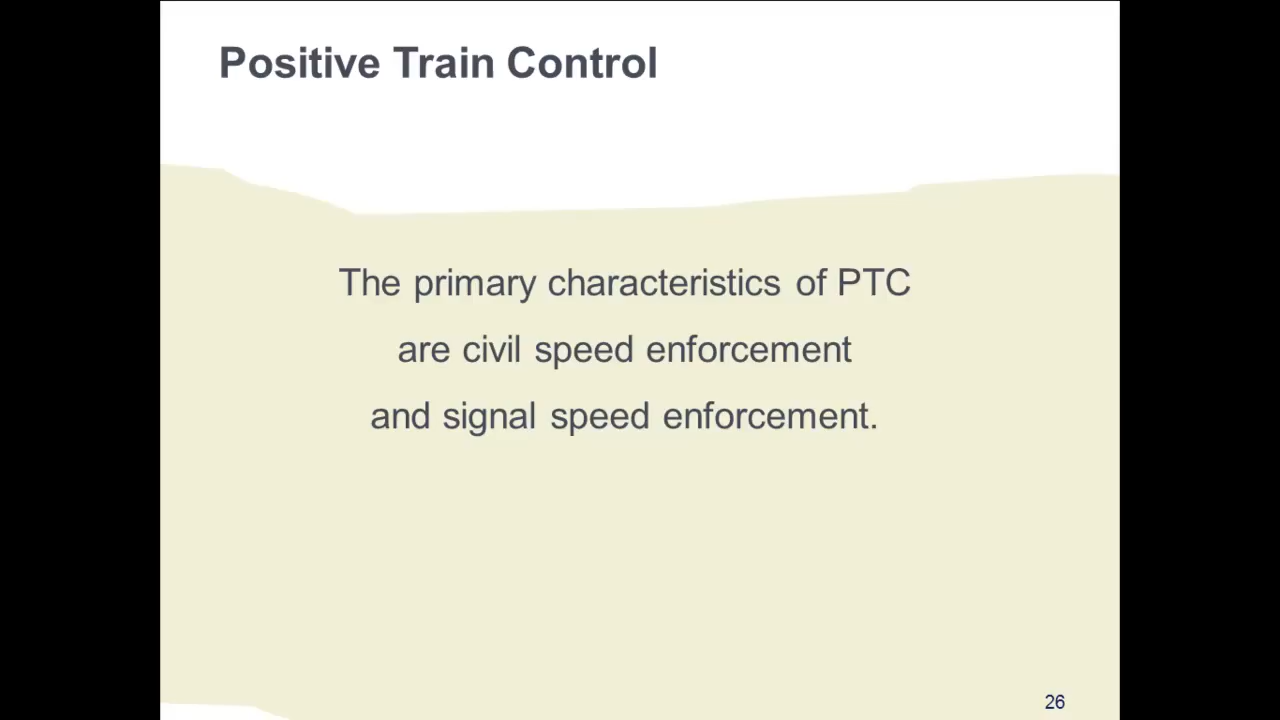 Positive Train Control
The primary characteristics of PTC
are civil speed enforcement
and signal speed enforcement.
26